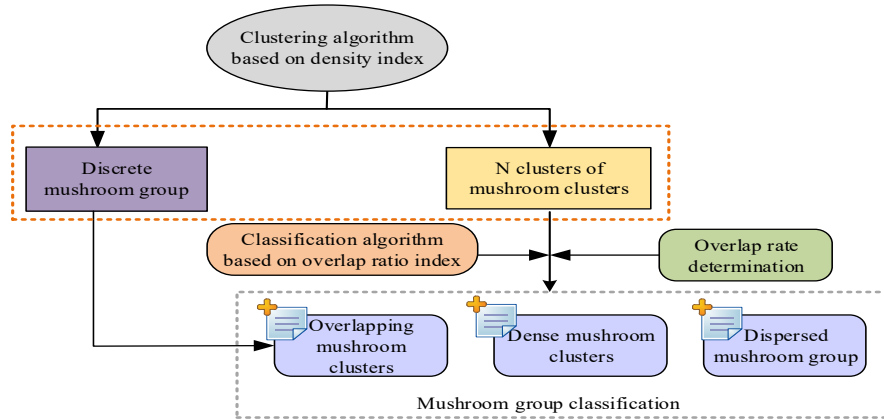 Clustering algorithm
based on density index
Discrete
mushroom group
N clusters of
mushroom clusters
Classification algorithm
based on overlap ratio index
Overlap rate
determination
Overlapping
mushroom
clusters
Dense mushroom
clusters
Dispersed
mushroom group
Mushroom group classification